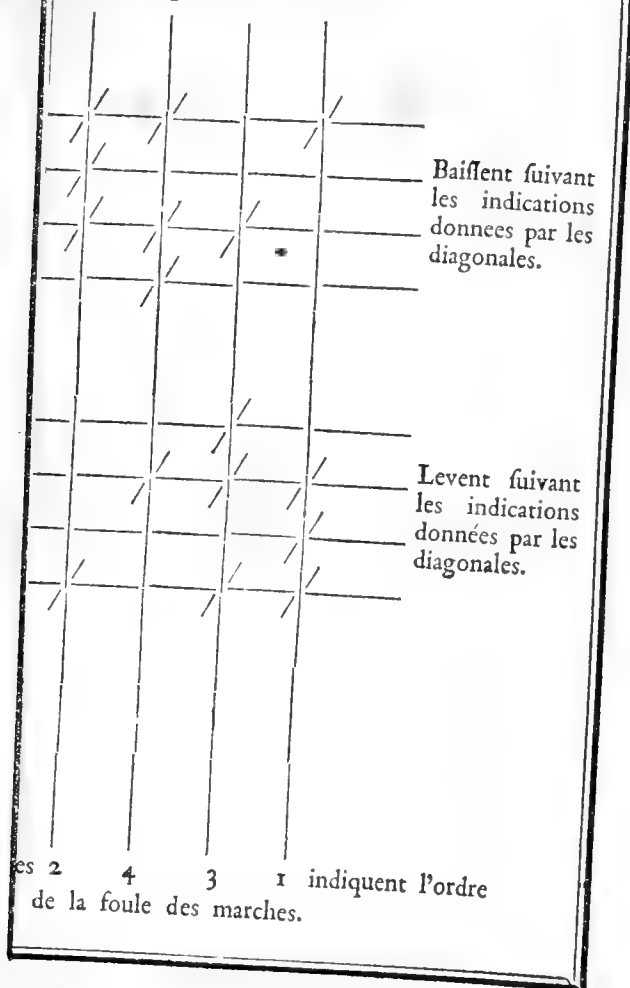 Baiſſent ſuivant
les indications
donnees par les
diagonales.
Levent ſuivant
les indications
données par les
diagonales.
es 2 4 3 1 indiquent l'ordre
de la foule des marches.